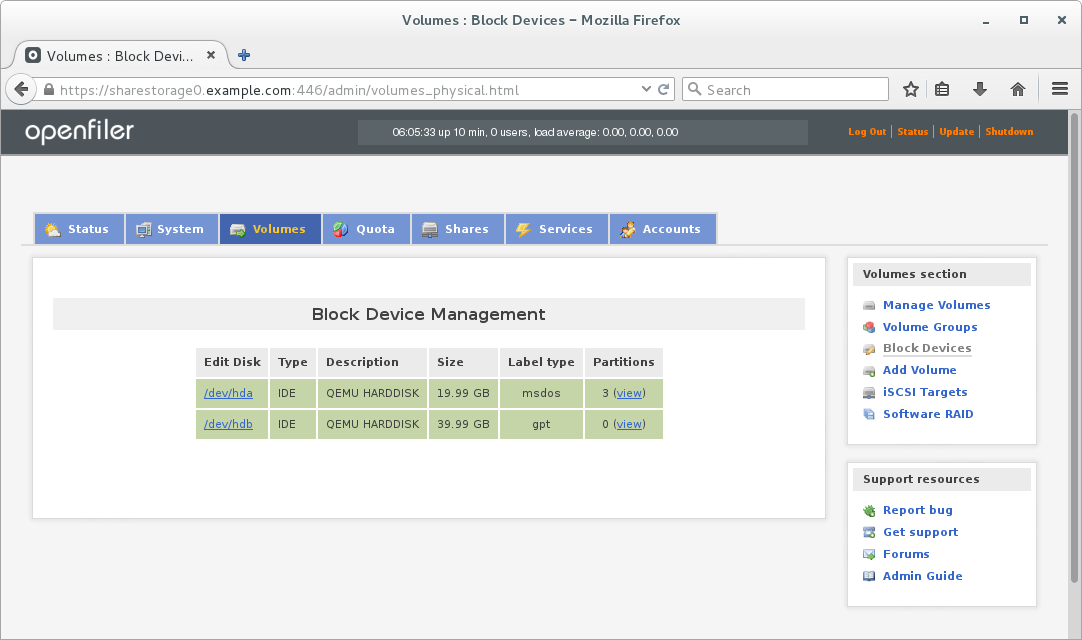 Volumes : Block Devices – Mozilla Firefox
Volumes : Block Devi...
https://sharestorage0.example.com:446/admin/volumes_physical.html
Search
openfiler
06:05:33 up 10 min, 0 users, load average: 0.00, 0.00, 0.00
Log Out | Status | Update | Shutdown
Status System Volumes Quota Shares Services Accounts
Block Device Management
Edit Disk Type Description Size Label type Partitions
/dev/hda IDE QEMU HARDDISK 19.99 GB msdos 3 (view)
/dev/hdb IDE QEMU HARDDISK 39.99 GB gpt 0 (view)
Volumes section
Manage Volumes
Volume Groups
Block Devices
Add Volume
iSCSI Targets
Software RAID
Support resources
Report bug
Get support
Forums
Admin Guide